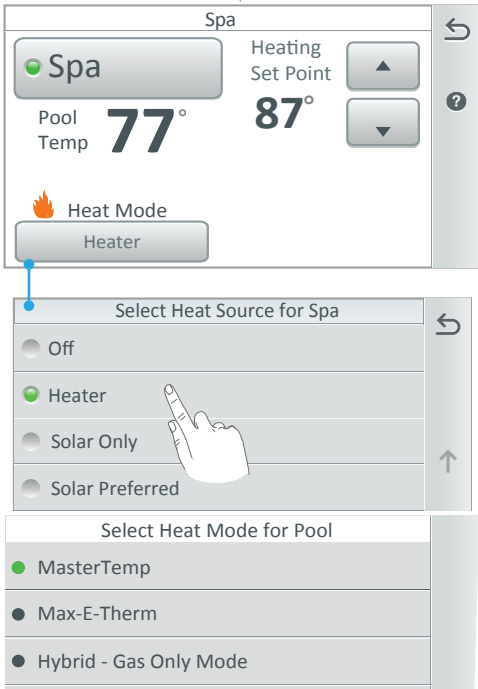 Spa
Spa
Heating
Set Point
87°
Pool
Temp
77°
Heat Mode
Heater
?
Select Heat Source for Spa
Off
Heater
Solar Only
Solar Preferred
Select Heat Mode for Pool
MasterTemp
Max-E-Therm
Hybrid - Gas Only Mode